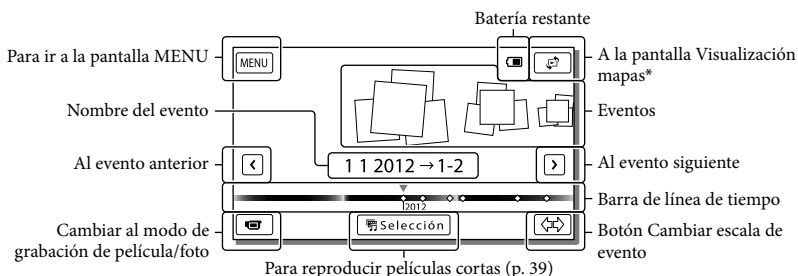 Batería restante
Para ir a la pantalla MENU
MENU
A la pantalla Visualización
mapas*
Nombre del evento
Eventos
Al evento anterior
1 1 2012 →1-2
Al evento siguiente
Barra de línea de tiempo
2012
Cambiar al modo de
grabación de película/foto
Selección
Botón Cambiar escala de
evento
Para reproducir películas cortas (p. 39)